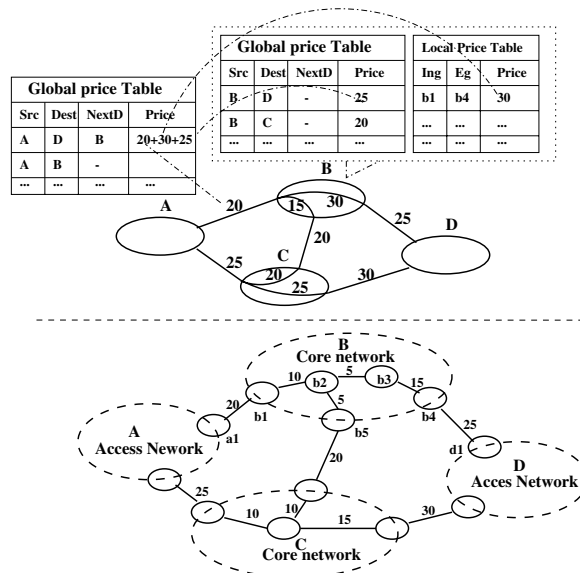 Global price Table
Src Dest NextD Price
B D - 25
B C - 20
... ... ...
Local Price Table
Ing Eg Price
b1 b4 30
... ... ...
... ... ...
Global price Table
Src Dest NextD Price
A D B 20+30+25
A B -
... ... ...
B
A
20
15
30
25
D
20
25
C
20
25
30
B
Core network
10
b2
5
b3
15
20
b1
5
b4
A
Access Nework
a1
b5
25
d1
20
D
Acces Network
25
10
10
15
30
C
Core network